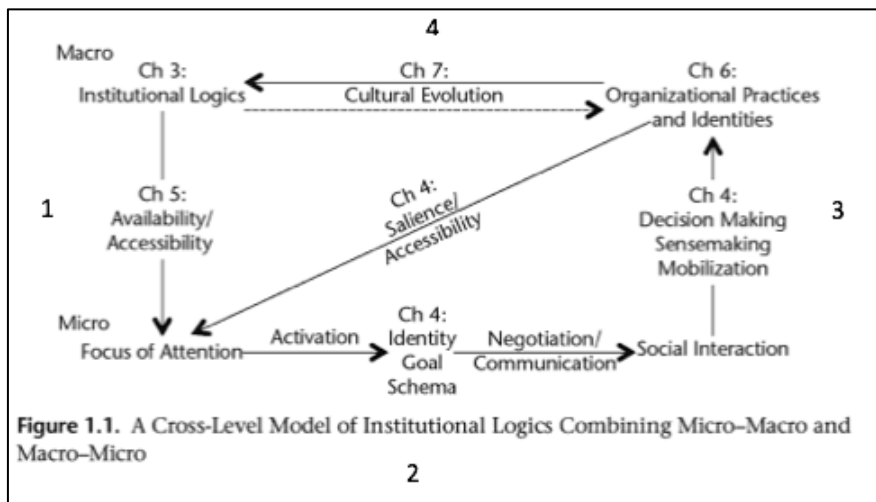 4
Macro
Ch 3:
Institutional Logics
Ch 7:
Cultural Evolution
Ch 6:
Organizational Practices
and Identities
1
Ch 5:
Availability/
Accessibility
Ch 4:
Salience/
Accessibility
Ch 4:
Decision Making
Sensemaking
Mobilization
3
Micro
Focus of Attention
Activation
Ch 4:
Identity
Goal
Schema
Negotiation/
Communication
Social Interaction
Figure 1.1. A Cross-Level Model of Institutional Logics Combining Micro–Macro and
Macro–Micro
2